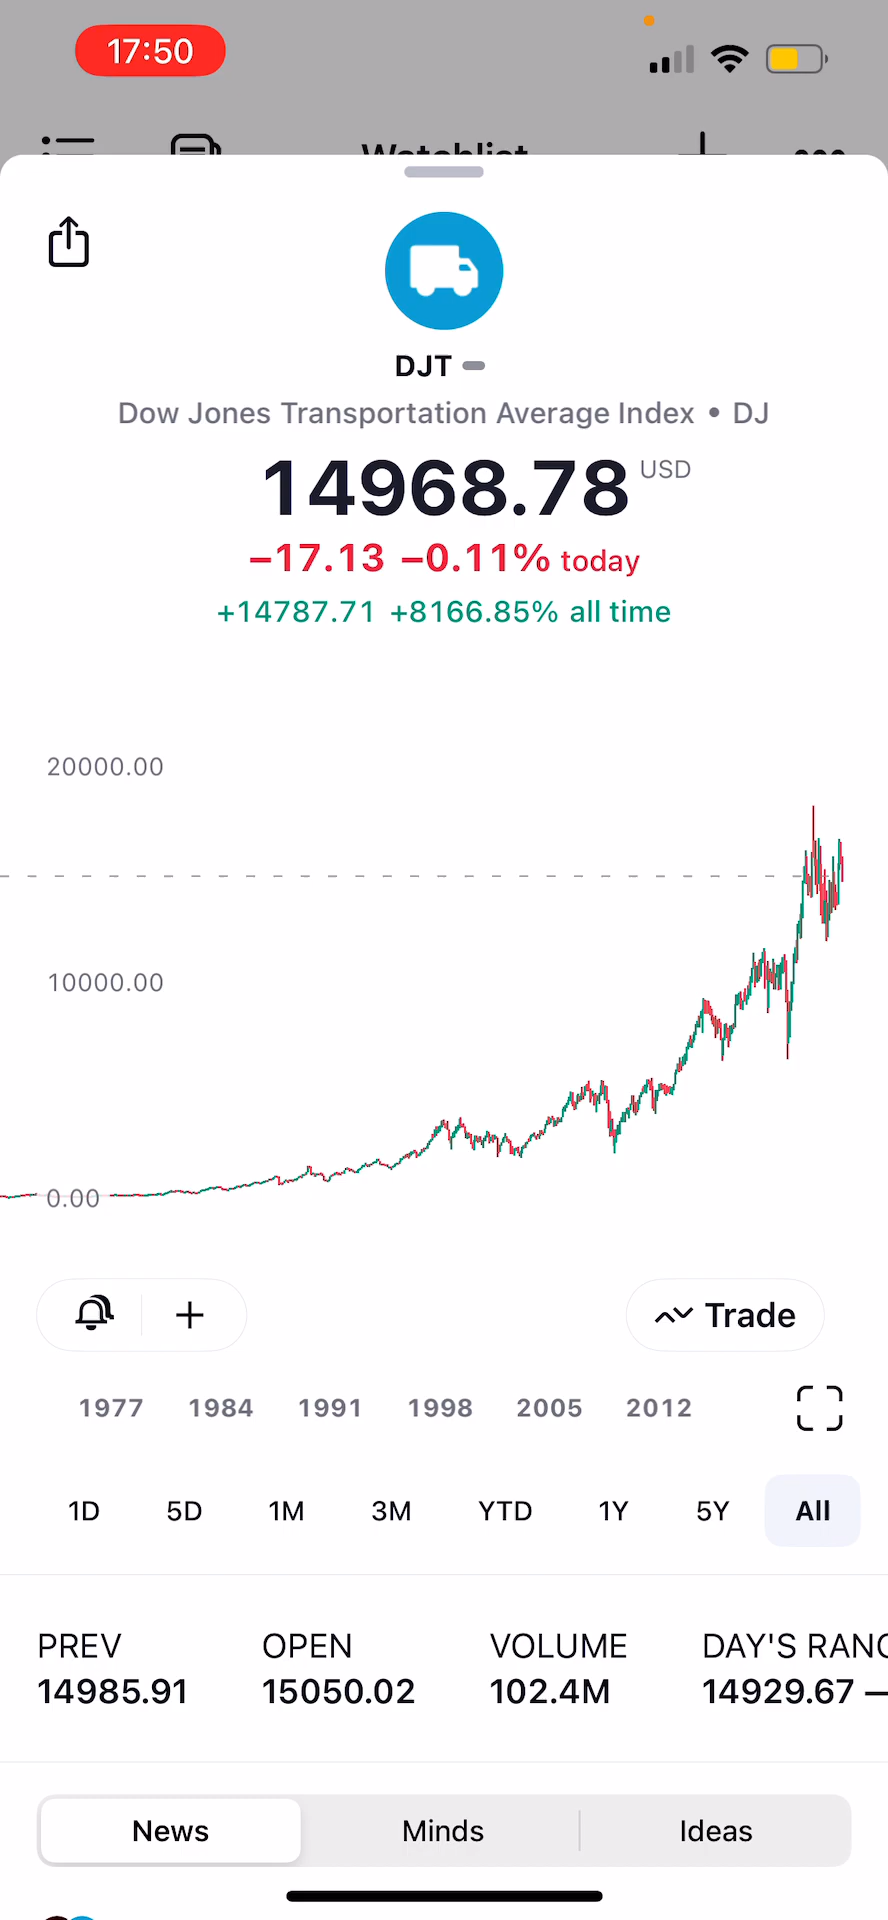 17:50
Watchlist
DJT
Dow Jones Transportation Average Index • DJ
14968.78 USD
−17.13 −0.11% today
+14787.71 +8166.85% all time
20000.00
10000.00
0.00
Trade
1977 1984 1991 1998 2005 2012
1D 5D 1M 3M YTD 1Y 5Y All
PREV OPEN VOLUME DAY'S RANG
14985.91 15050.02 102.4M 14929.67 —
News Minds Ideas